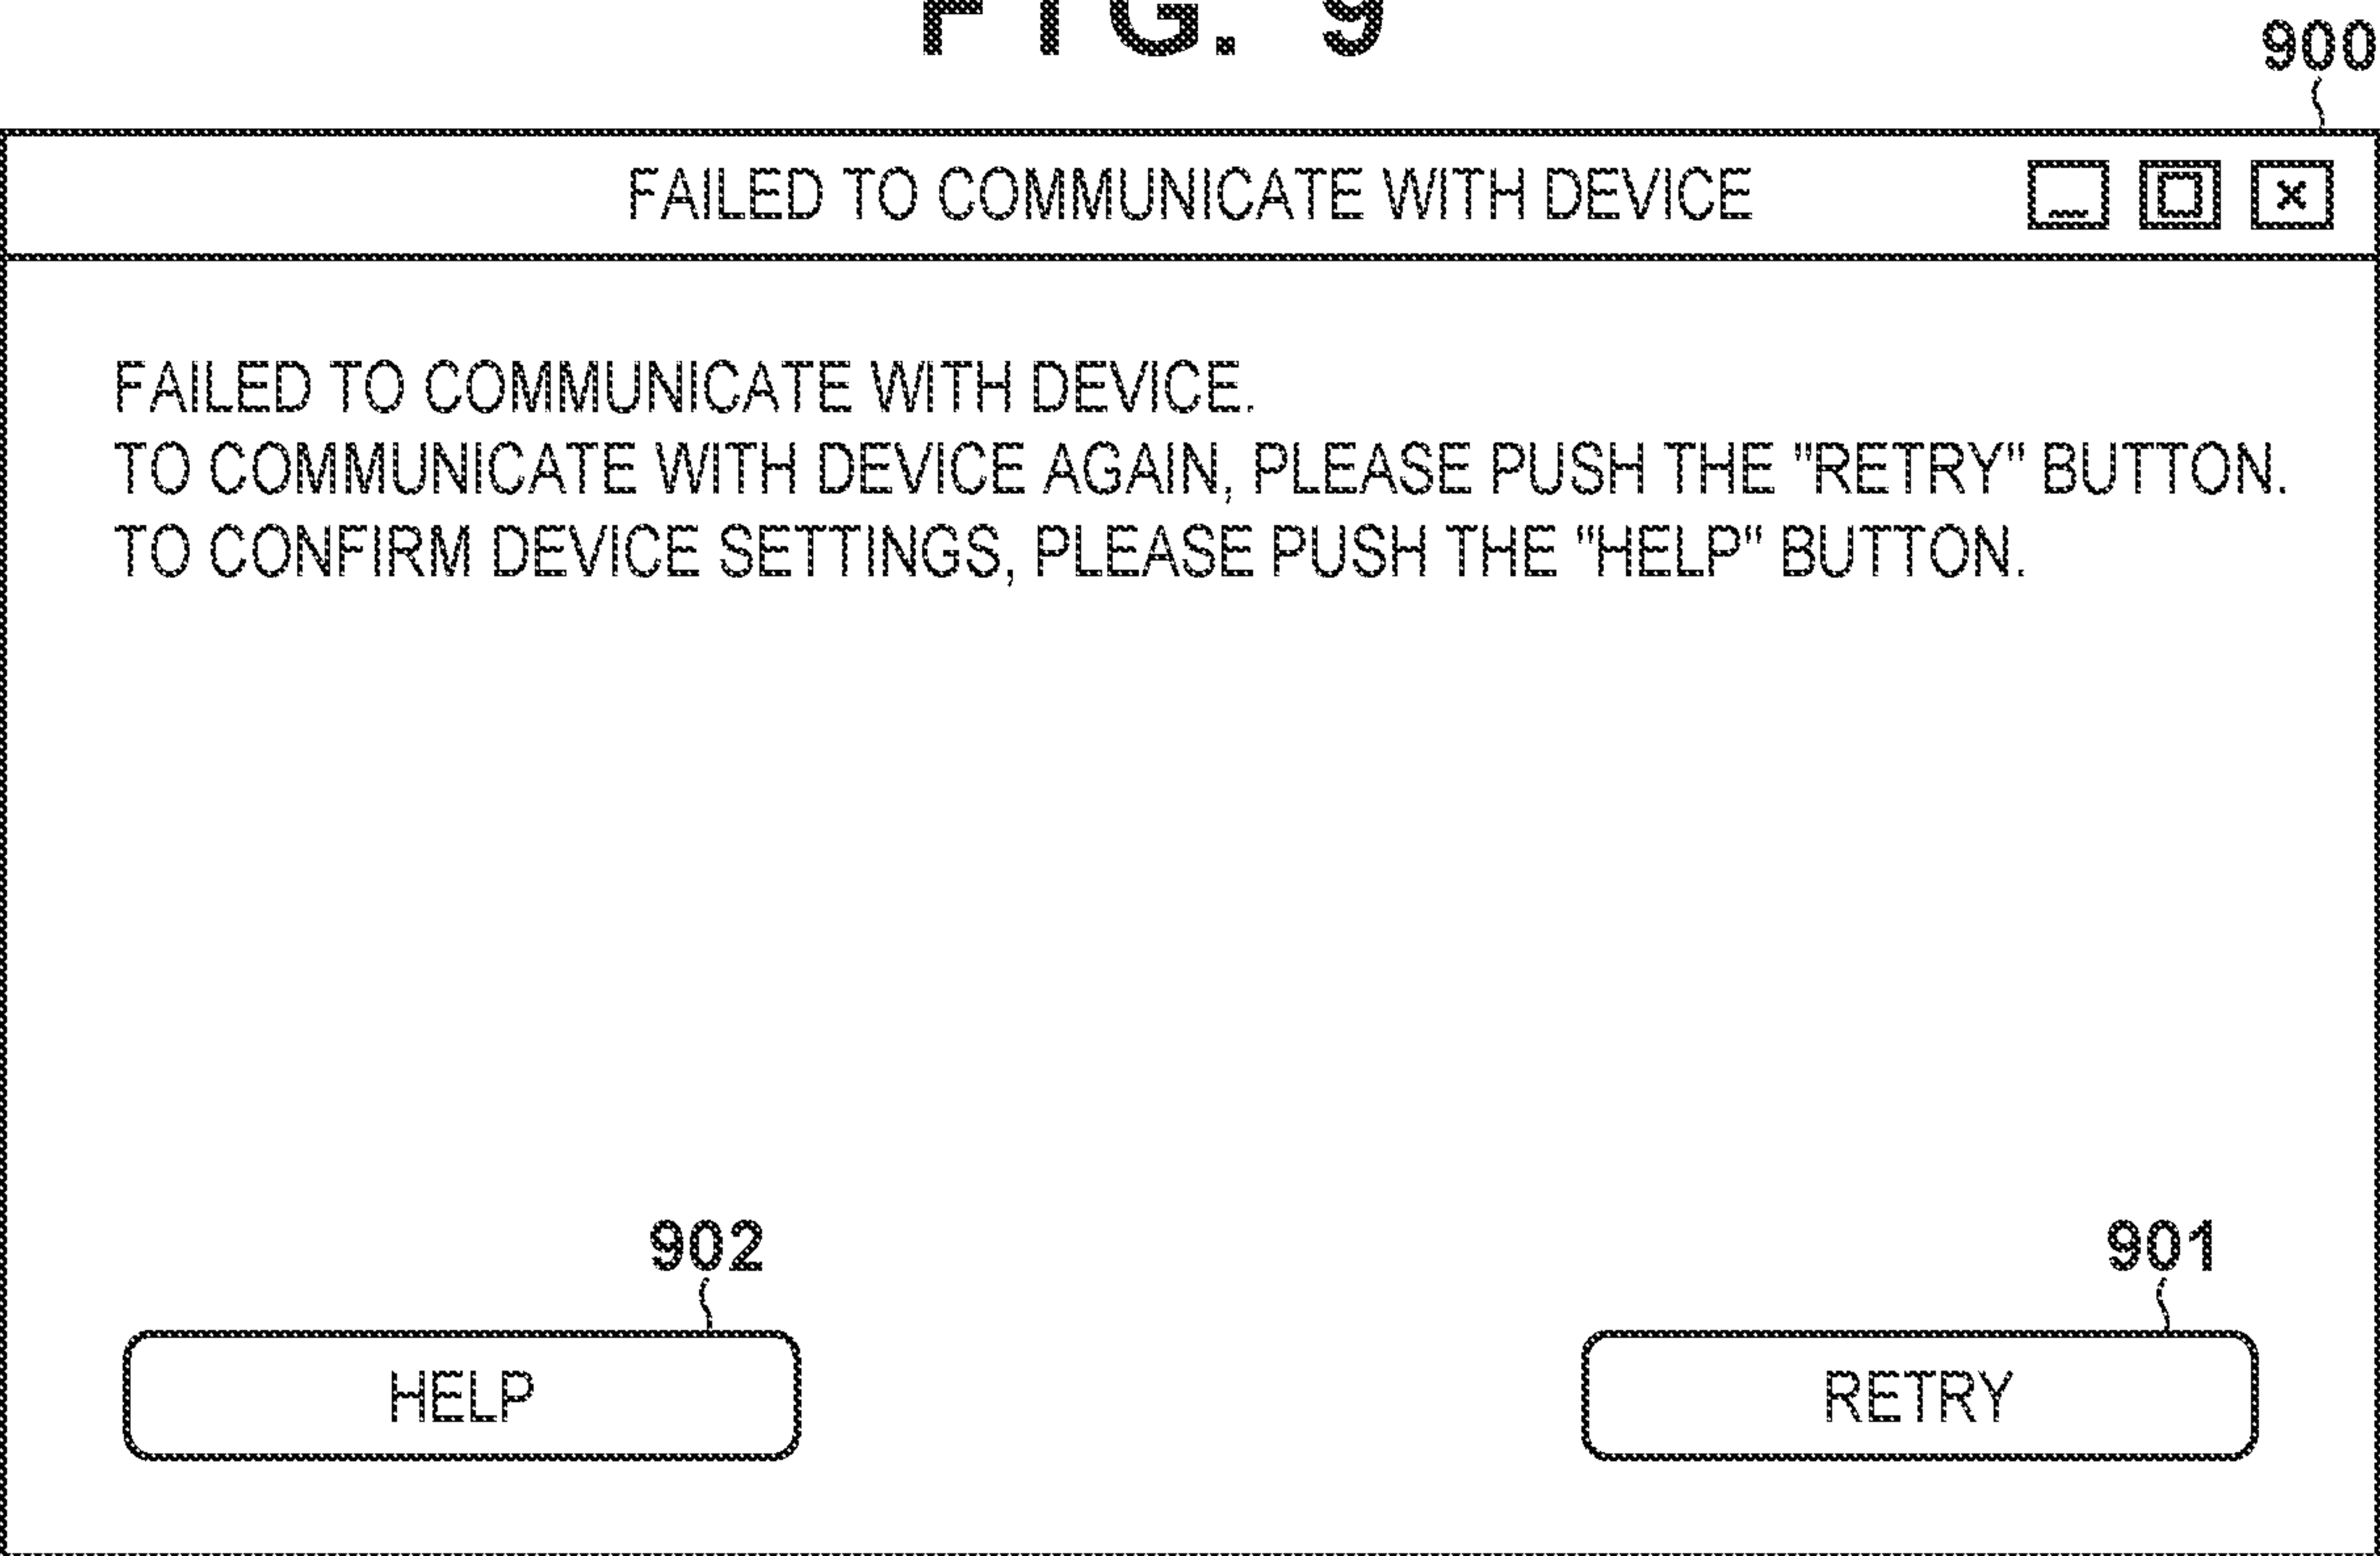 FIG. 9
900
FAILED TO COMMUNICATE WITH DEVICE
FAILED TO COMMUNICATE WITH DEVICE.
TO COMMUNICATE WITH DEVICE AGAIN, PLEASE PUSH THE "RETRY" BUTTON.
TO CONFIRM DEVICE SETTINGS, PLEASE PUSH THE "HELP" BUTTON.
902
901
HELP
RETRY